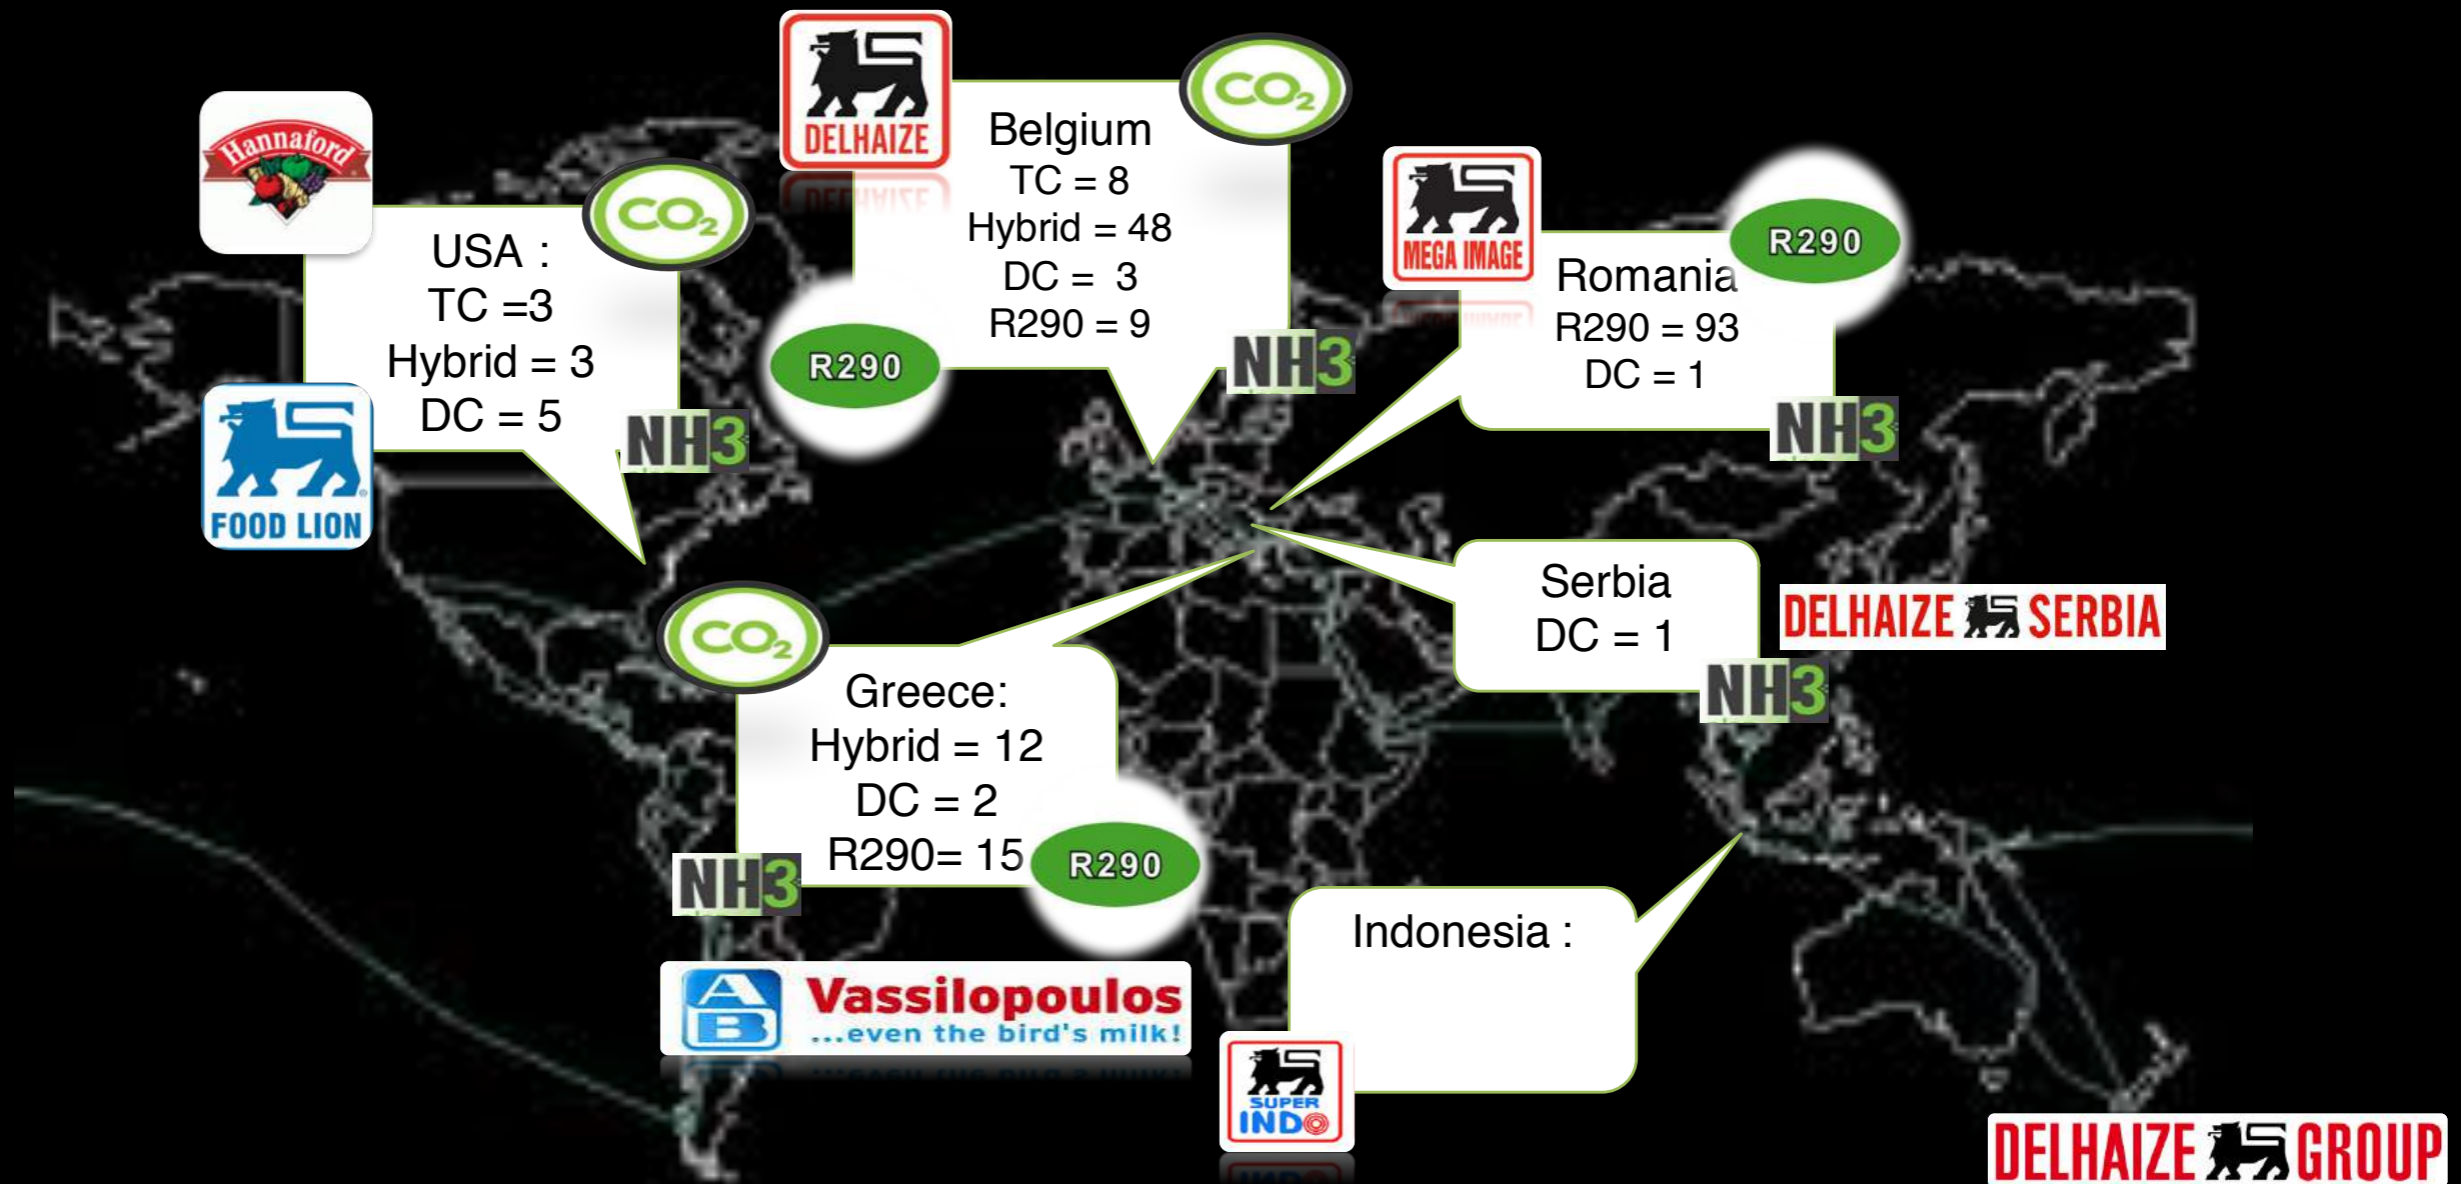 Hannaford
CO2
USA :
TC =3
Hybrid = 3
DC = 5
NH3
FOOD LION
DELHAIZE
CO2
Belgium
TC = 8
Hybrid = 48
DC = 3
R290 = 9
R290
NH3
MEGA IMAGE
R290
Romania
R290 = 93
DC = 1
NH3
Serbia
DC = 1
DELHAIZE SERBIA
NH3
CO2
Greece:
Hybrid = 12
DC = 2
R290= 15
R290
NH3
AB
Vassilopoulos
...even the bird's milk!
Indonesia :
SUPER
INDO
DELHAIZE GROUP